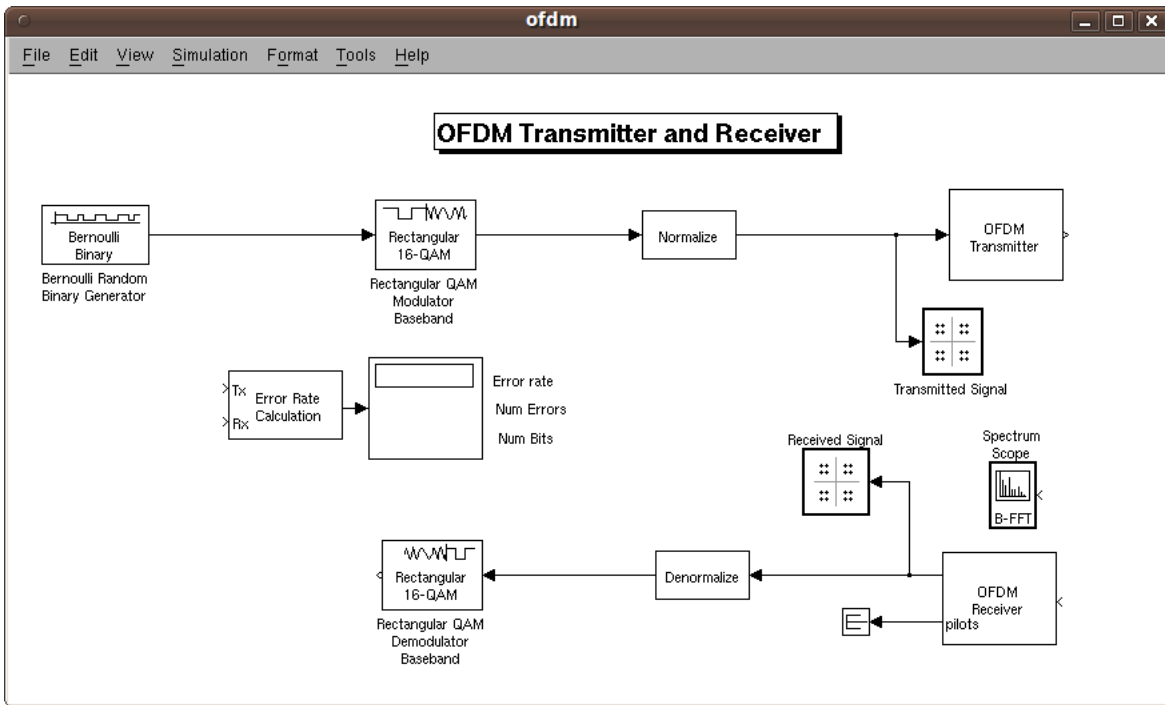 ofdm
File Edit View Simulation Format Tools Help
OFDM Transmitter and Receiver
Bernoulli
Binary
Bernoulli Random
Binary Generator
Rectangular
16-QAM
Rectangular QAM
Modulator
Baseband
Normalize
OFDM
Transmitter
Transmitted Signal
Tx
Rx
Error Rate
Calculation
Error rate
Num Errors
Num Bits
Received Signal
Spectrum
Scope
B-FFT
Rectangular
16-QAM
Rectangular QAM
Demodulator
Baseband
Denormalize
OFDM
Receiver
pilots